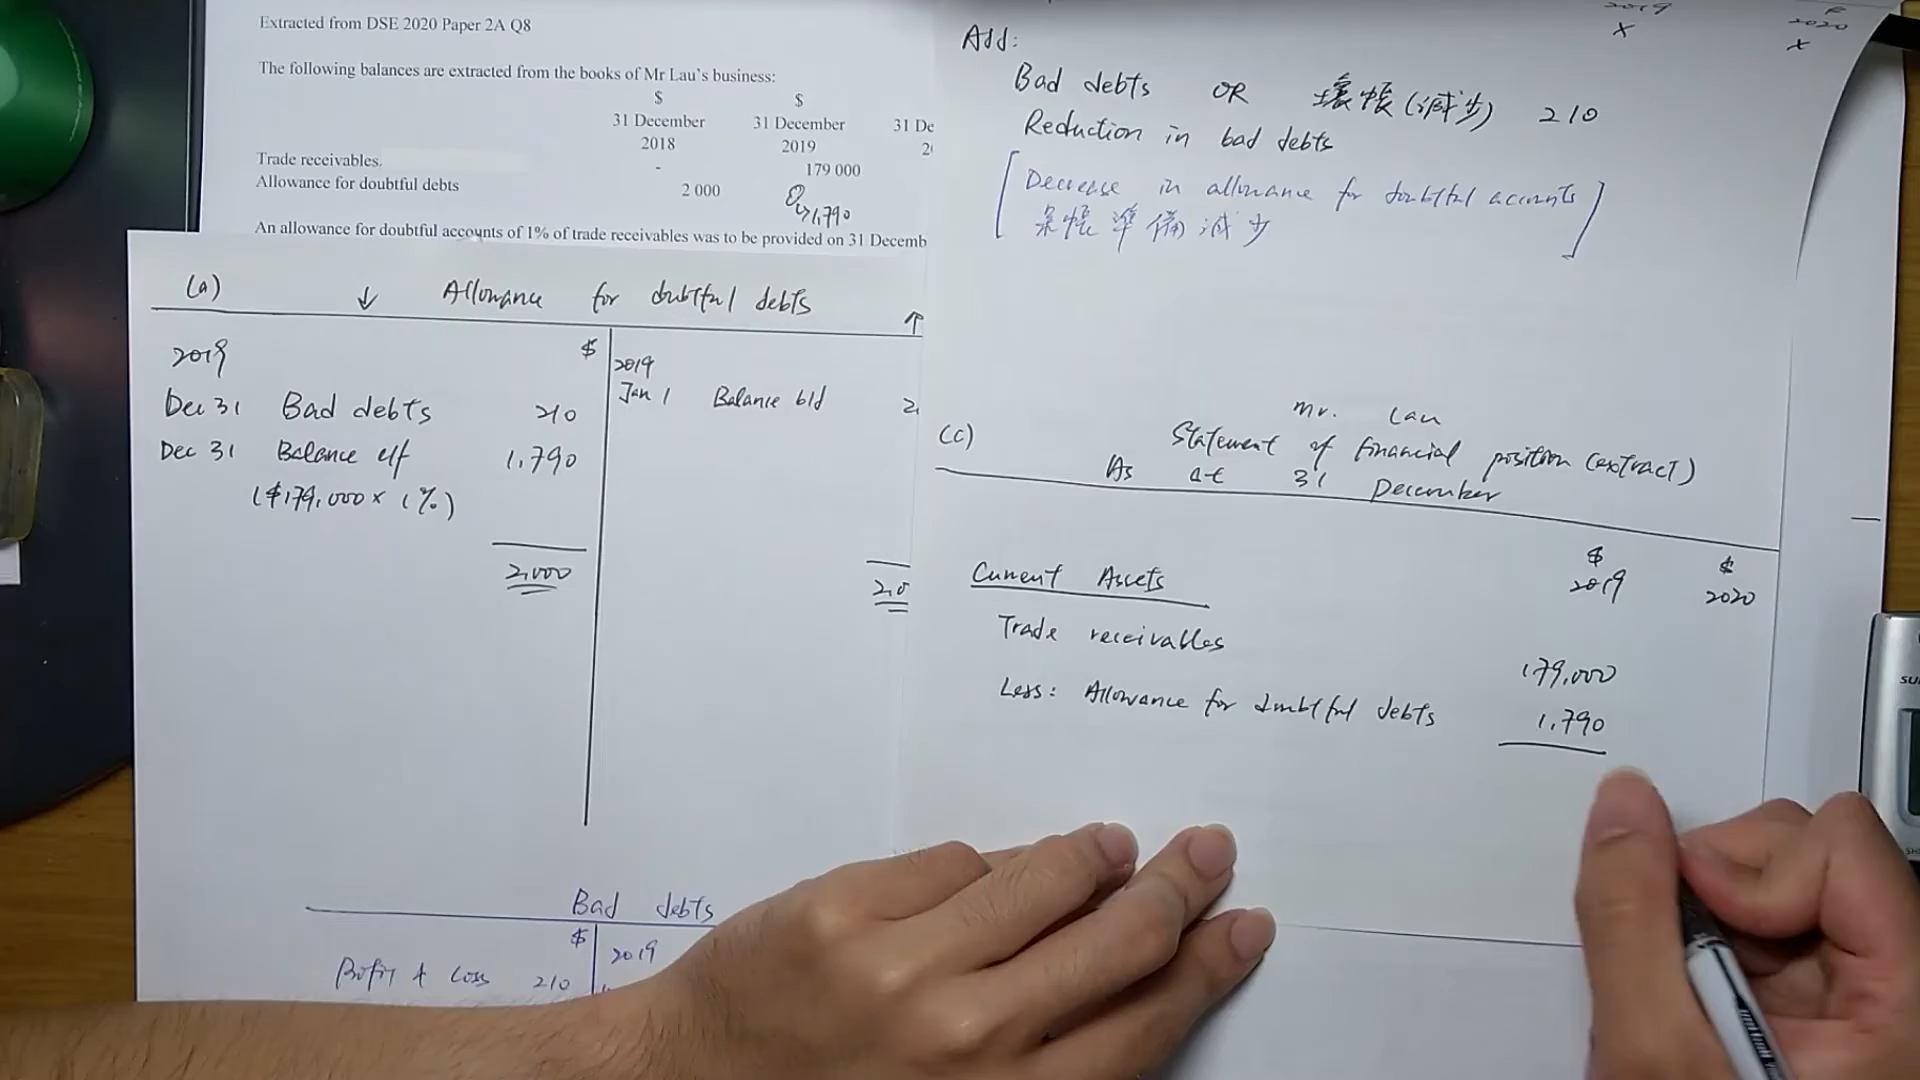 Extracted from DSE 2020 Paper 2A Q8
The following balances are extracted from the books of Mr Lau's business:
$ $
31 December 31 December 31 De
2018 2019 2
Trade receivables. - 179 000
Allowance for doubtful debts 2 000
1,790
An allowance for doubtful accounts of 1% of trade receivables was to be provided on 31 Decemb
(a) ↓ Allowance for doubtful debts ↑
2019 $ 2019
Dec 31 Bad debts 210 Jan 1 Balance b/d 2,
Dec 31 Balance c/f 1,790
($179,000 × 1%)
2,000 2,0
Bad debts
$ 2019
Profit & Loss 210
2019 2020
X X
Add:
Bad debts OR 壞帳(減少) 210
Reduction in bad debts
[Decrease in allowance for doubtful accounts
呆帳準備減少]
Mr. Lau
(c) Statement of financial position (extract)
As at 31 December
$ $
Current Assets 2019 2020
Trade receivables 179,000
Less: Allowance for doubtful debts 1,790